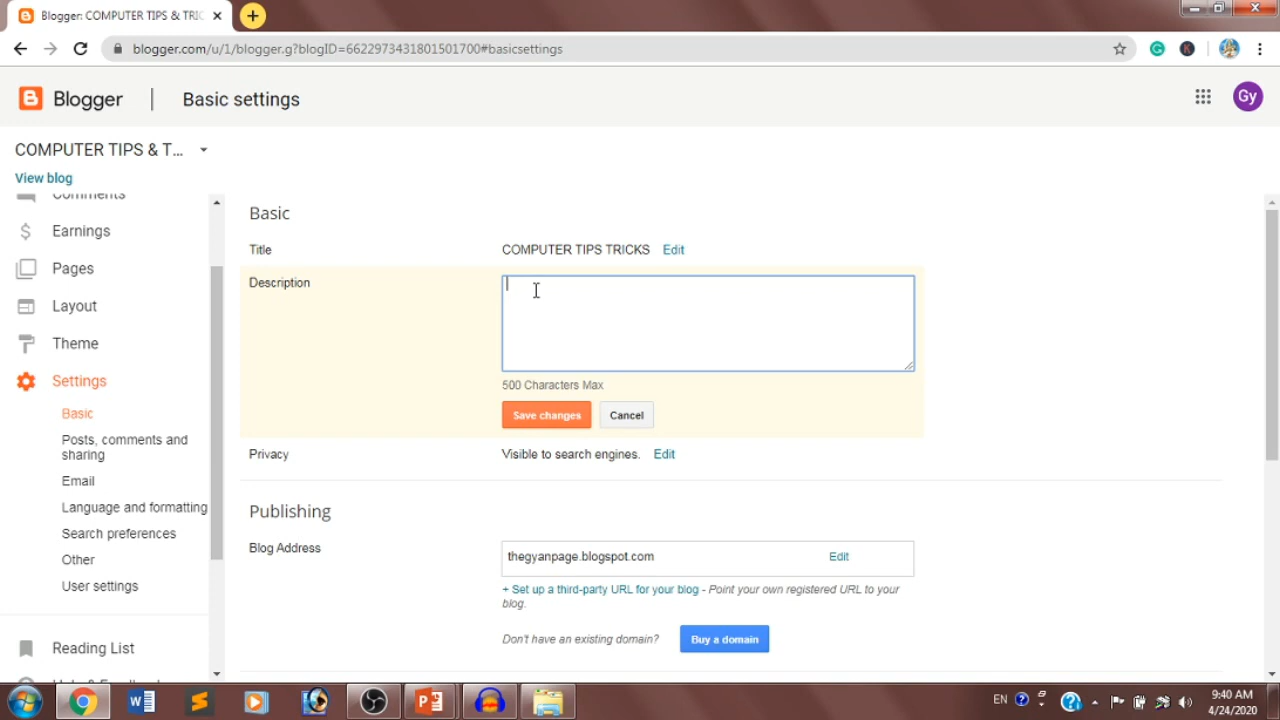 Blogger: COMPUTER TIPS & TRIC
blogger.com/u/1/blogger.g?blogID=6622973431801501700#basicsettings
Blogger
Basic settings
Gy
COMPUTER TIPS & T...
View blog
Comments
Earnings
Pages
Layout
Theme
Settings
Basic
Posts, comments and
sharing
Email
Language and formatting
Search preferences
Other
User settings
Reading List
Basic
Title
COMPUTER TIPS TRICKS
Edit
Description
500 Characters Max
Save changes
Cancel
Privacy
Visible to search engines.
Edit
Publishing
Blog Address
thegyanpage.blogspot.com
Edit
+ Set up a third-party URL for your blog - Point your own registered URL to your
blog.
Don't have an existing domain?
Buy a domain
EN
9:40 AM
4/24/2020